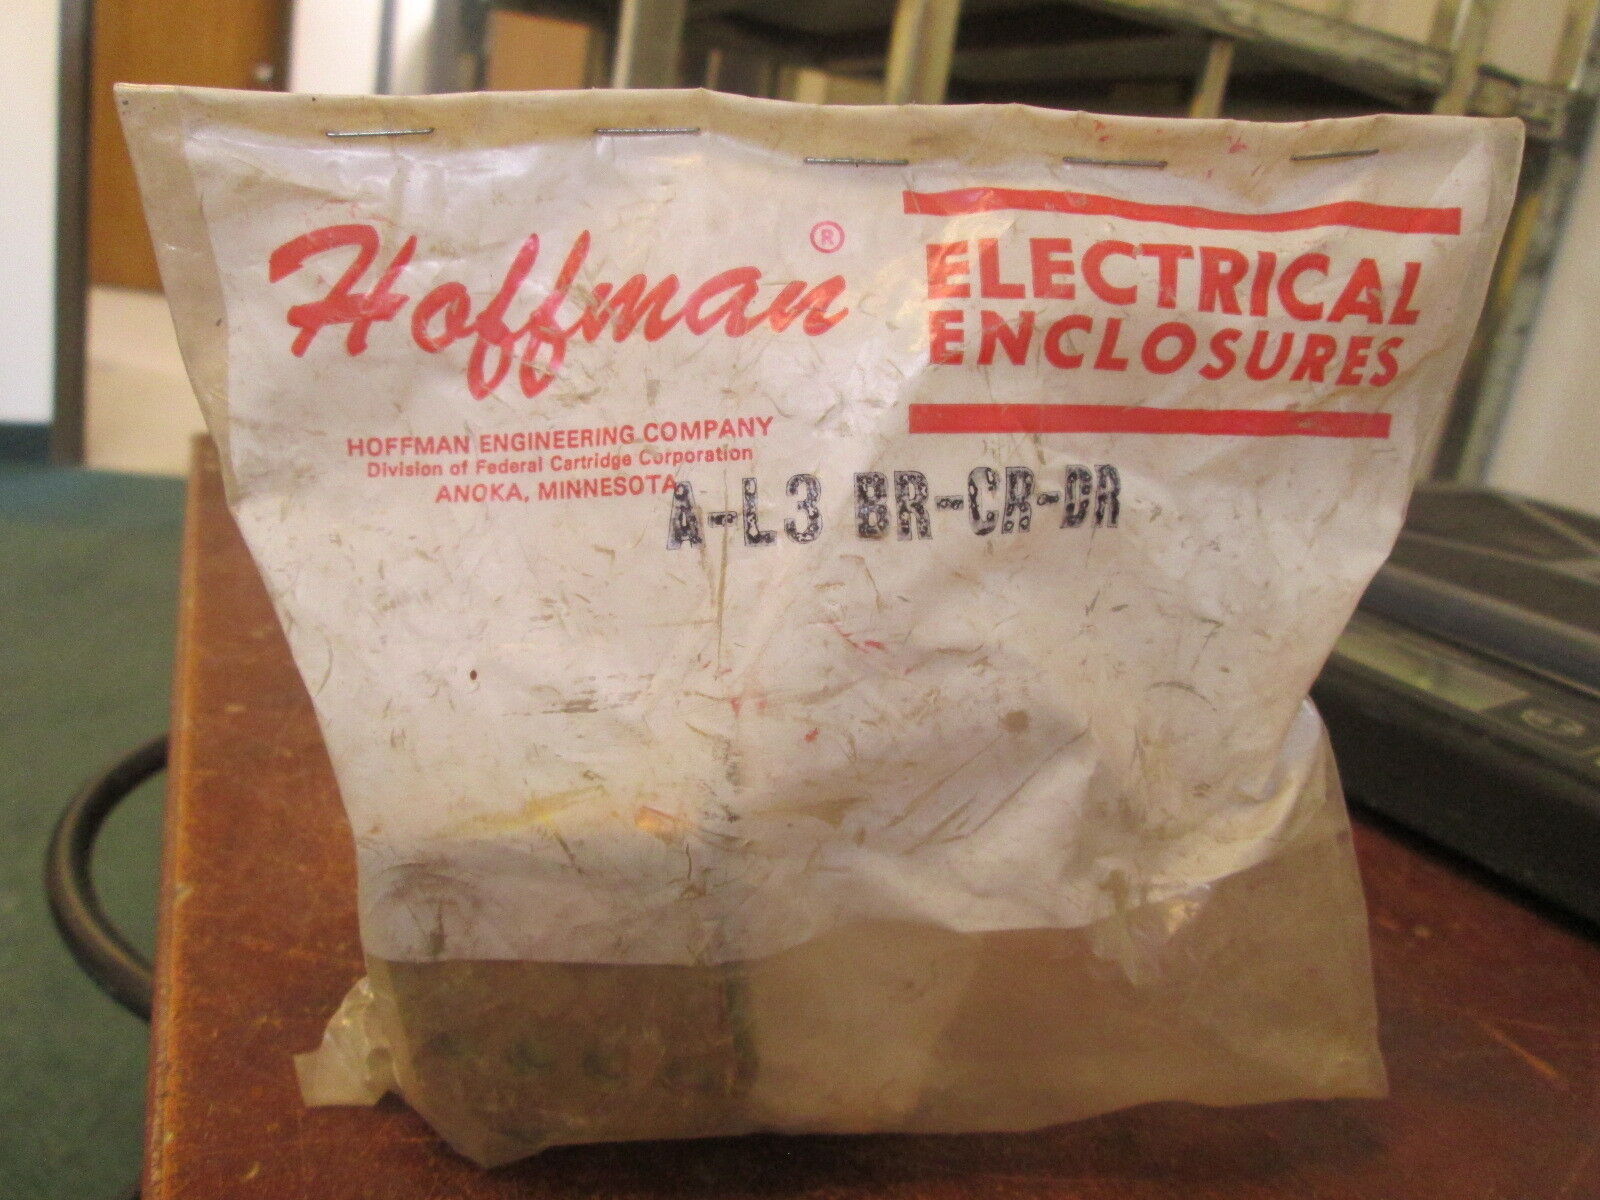 Hoffman®
ELECTRICAL
ENCLOSURES
HOFFMAN ENGINEERING COMPANY
Division of Federal Cartridge Corporation
ANOKA, MINNESOTA
A-L3 BR-CR-DR